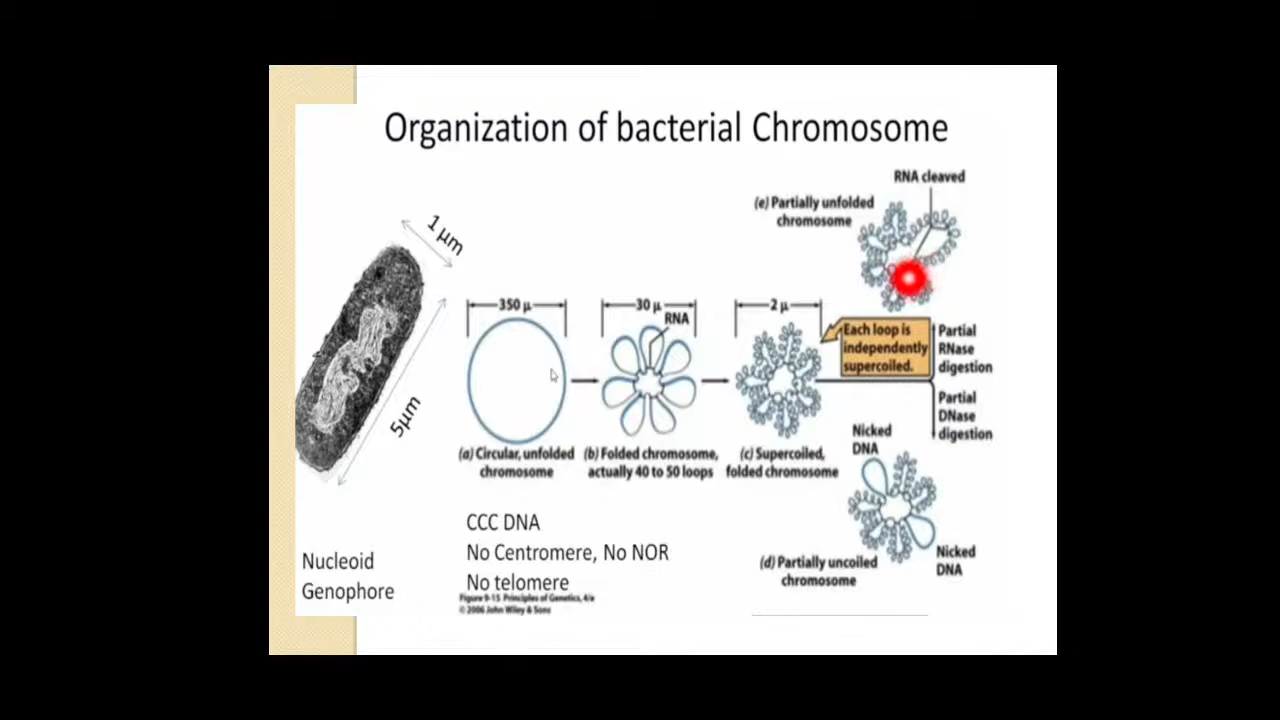 Organization of bacterial Chromosome
RNA cleaved
(e) Partially unfolded
chromosome
1 µm
5µm
350 µ
30 µ
2 µ
RNA
Each loop is
independently
supercoiled.
Partial
RNase
digestion
Partial
DNase
digestion
(a) Circular, unfolded
chromosome
(b) Folded chromosome,
actually 40 to 50 loops
(c) Supercoiled,
folded chromosome
Nicked
DNA
Nicked
DNA
(d) Partially uncoiled
chromosome
CCC DNA
No Centromere, No NOR
No telomere
Nucleoid
Genophore
Figure 9-15 Principles of Genetics, 4/e
© 2006 John Wiley & Sons